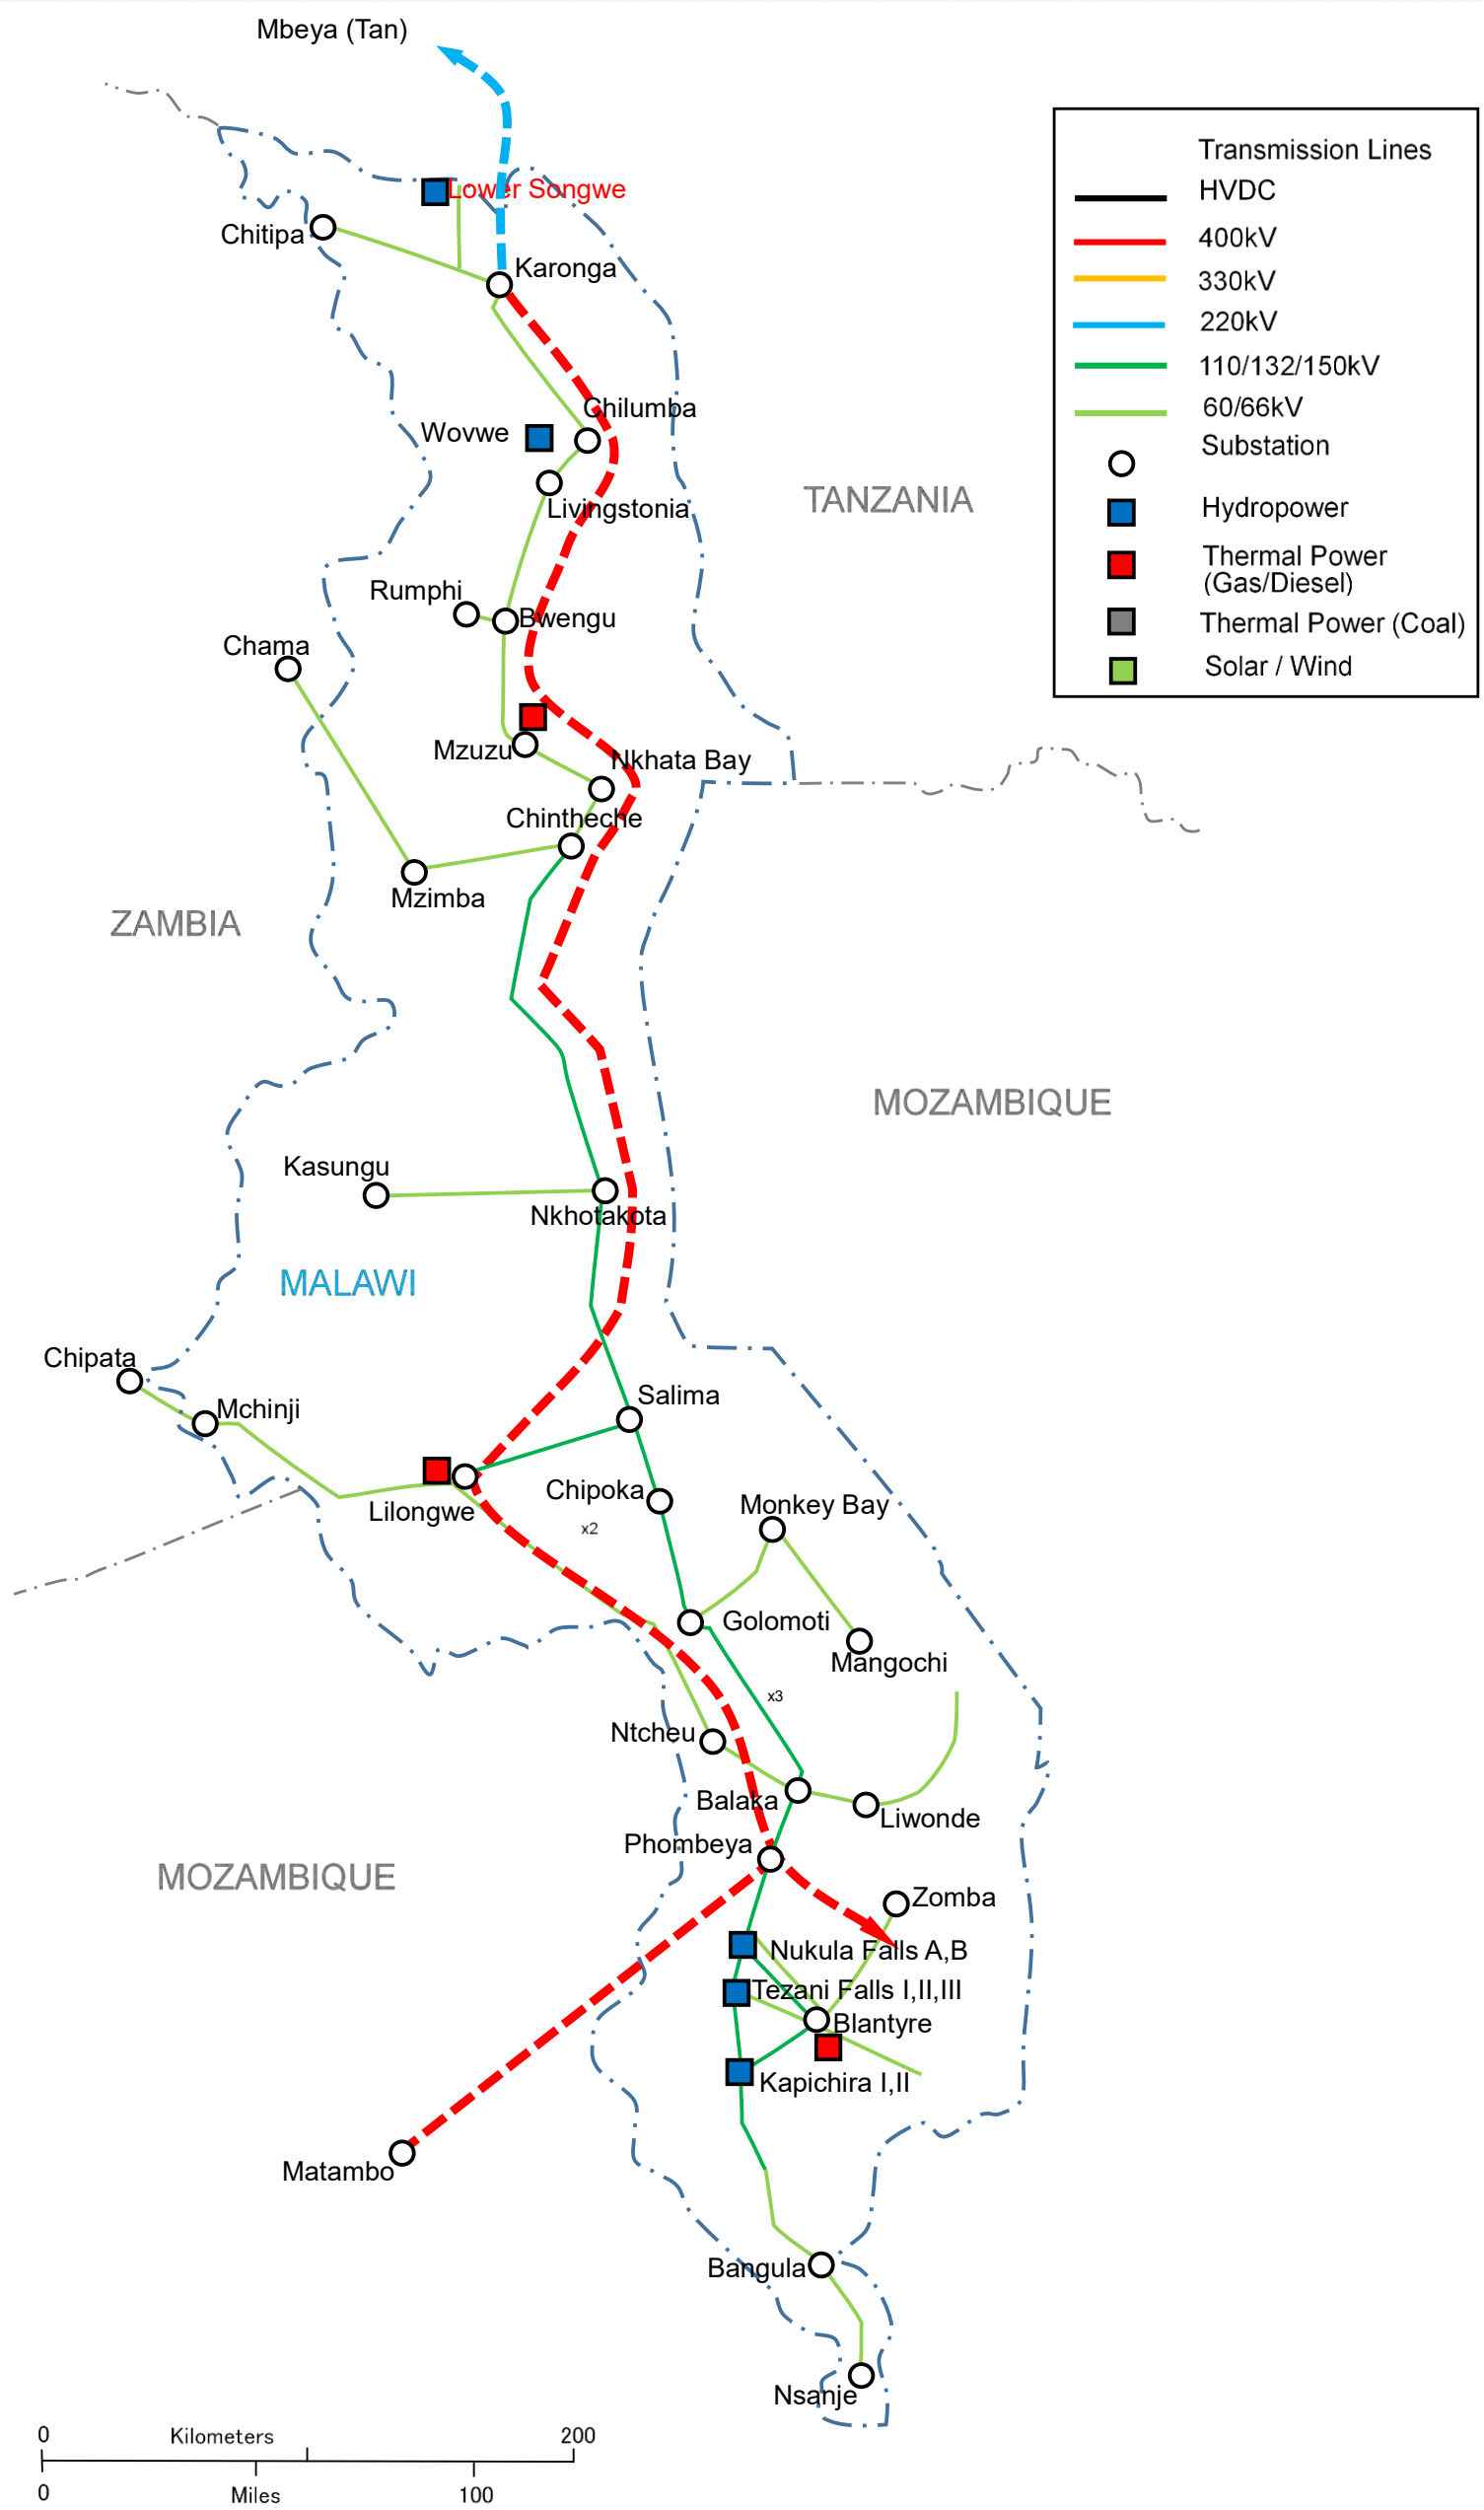 Mbeya (Tan)
Transmission Lines
HVDC
400kV
330kV
220kV
110/132/150kV
60/66kV
Substation
Hydropower
Thermal Power
(Gas/Diesel)
Thermal Power (Coal)
Solar / Wind
Lower Songwe
Chitipa
Karonga
Chilumba
Wovwe
Livingstonia
TANZANIA
Rumphi
Bwengu
Chama
Mzuzu
Nkhata Bay
Chintheche
Mzimba
ZAMBIA
MOZAMBIQUE
Kasungu
Nkhotakota
MALAWI
Chipata
Mchinji
Salima
Lilongwe
Chipoka
x2
Monkey Bay
Golomoti
Mangochi
x3
Ntcheu
Balaka
Liwonde
Phombeya
MOZAMBIQUE
Zomba
Nukula Falls A,B
Tezani Falls I,II,III
Blantyre
Kapichira I,II
Matambo
Bangula
Nsanje
0 Kilometers 200
0 Miles 100